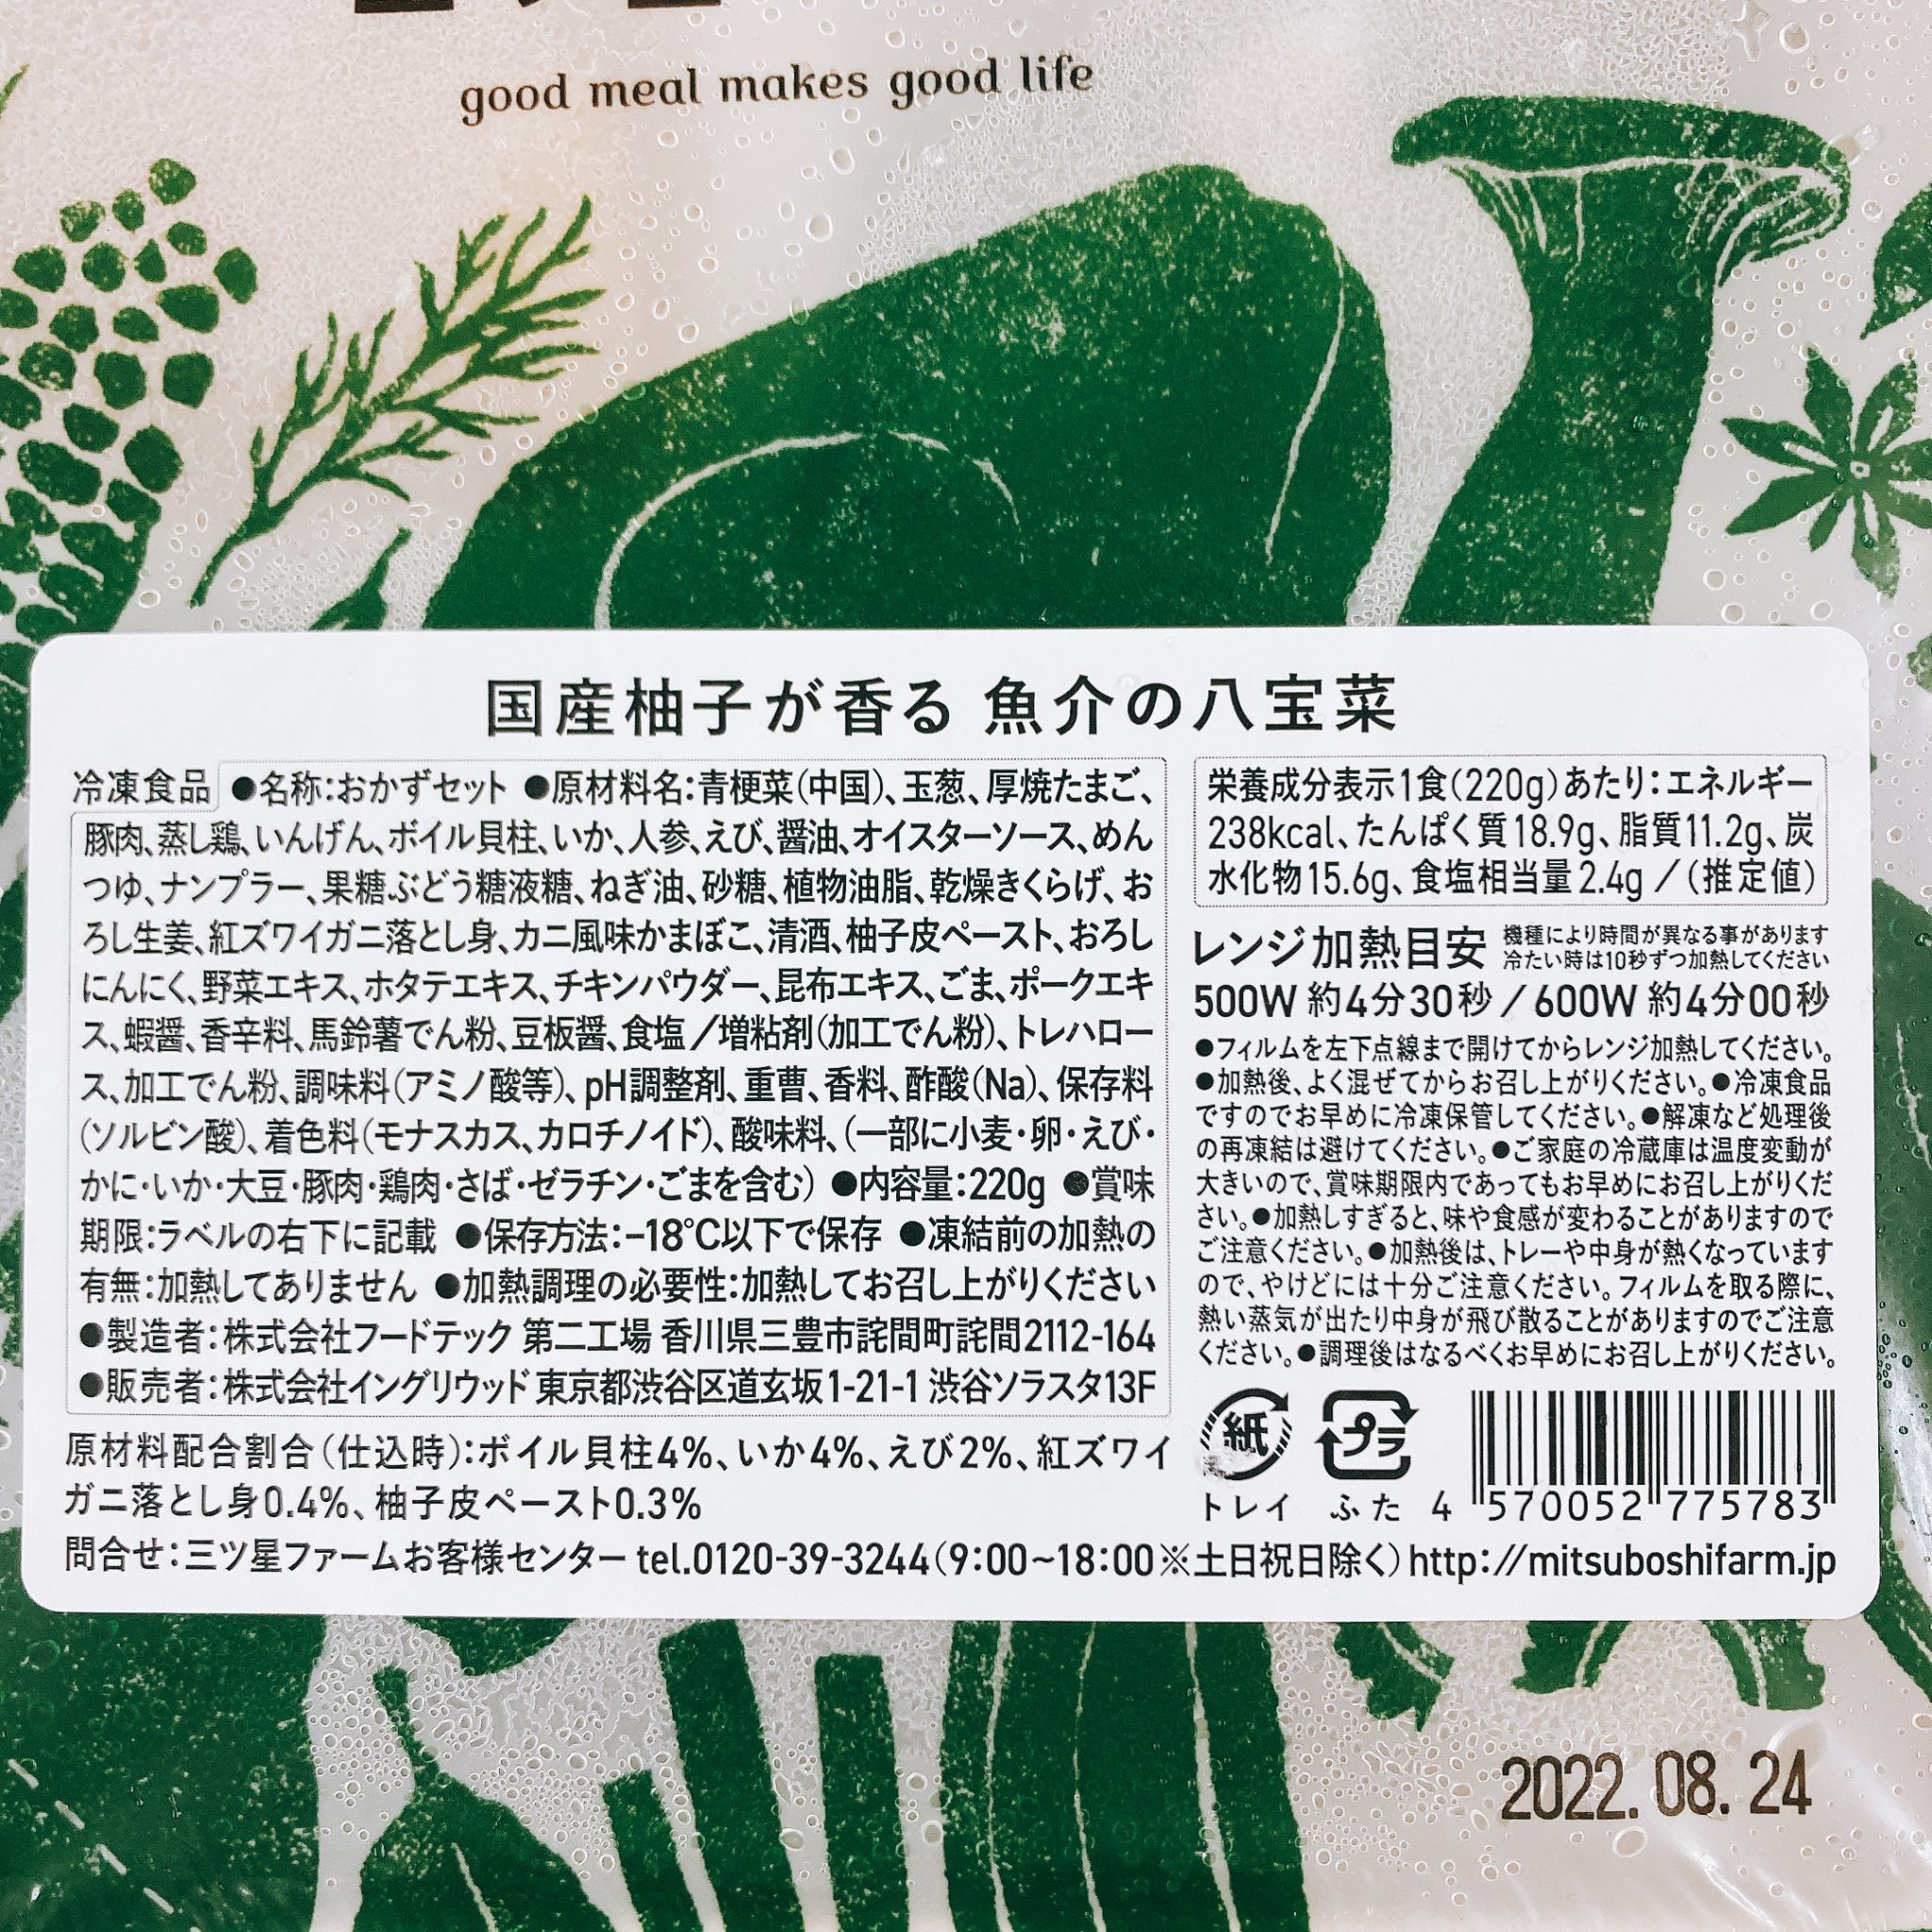 good meal makes good life
国産柚子が香る 魚介の八宝菜
冷凍食品 ●名称:おかずセット ●原材料名:青梗菜(中国)、玉葱、厚焼たまご、
豚肉、蒸し鶏、いんげん、ボイル貝柱、いか、人参、えび、醤油、オイスターソース、めん
つゆ、ナンプラー、果糖ぶどう糖液糖、ねぎ油、砂糖、植物油脂、乾燥きくらげ、お
ろし生姜、紅ズワイガニ落とし身、カニ風味かまぼこ、清酒、柚子皮ペースト、おろし
にんにく、野菜エキス、ホタテエキス、チキンパウダー、昆布エキス、ごま、ポークエキ
ス、蝦醤、香辛料、馬鈴薯でん粉、豆板醤、食塩/増粘剤(加工でん粉)、トレハロー
ス、加工でん粉、調味料(アミノ酸等)、pH調整剤、重曹、香料、酢酸(Na)、保存料
(ソルビン酸)、着色料(モナスカス、カロチノイド)、酸味料、(一部に小麦・卵・えび・
かに・いか・大豆・豚肉・鶏肉・さば・ゼラチン・ごまを含む) ●内容量:220g ●賞味
期限:ラベルの右下に記載 ●保存方法:−18℃以下で保存 ●凍結前の加熱の
有無:加熱してありません ●加熱調理の必要性:加熱してお召し上がりください
●製造者:株式会社フードテック 第二工場 香川県三豊市詫間町詫間2112-164
●販売者:株式会社イングリウッド 東京都渋谷区道玄坂1-21-1 渋谷ソラスタ13F
原材料配合割合(仕込時):ボイル貝柱4%、いか4%、えび2%、紅ズワイ
ガニ落とし身0.4%、柚子皮ペースト0.3%
栄養成分表示1食(220g)あたり:エネルギー
238kcal、たんぱく質18.9g、脂質11.2g、炭
水化物15.6g、食塩相当量2.4g/(推定値)
レンジ加熱目安
機種により時間が異なる事があります
冷たい時は10秒ずつ加熱してください
500W 約4分30秒/600W 約4分00秒
●フィルムを左下点線まで開けてからレンジ加熱してください。
●加熱後、よく混ぜてからお召し上がりください。●冷凍食品
ですのでお早めに冷凍保管してください。●解凍など処理後
の再凍結は避けてください。●ご家庭の冷蔵庫は温度変動が
大きいので、賞味期限内であってもお早めにお召し上がりくだ
さい。●加熱しすぎると、味や食感が変わることがありますので
ご注意ください。●加熱後は、トレーや中身が熱くなっています
ので、やけどには十分ご注意ください。フィルムを取る際に、
熱い蒸気が出たり中身が飛び散ることがありますのでご注意
ください。●調理後はなるべくお早めにお召し上がりください。
紙 プラ
トレイ ふた 4 570052 775783
問合せ:三ツ星ファームお客様センター tel.0120-39-3244(9:00~18:00※土日祝日除く)http://mitsuboshifarm.jp
2022.08.24